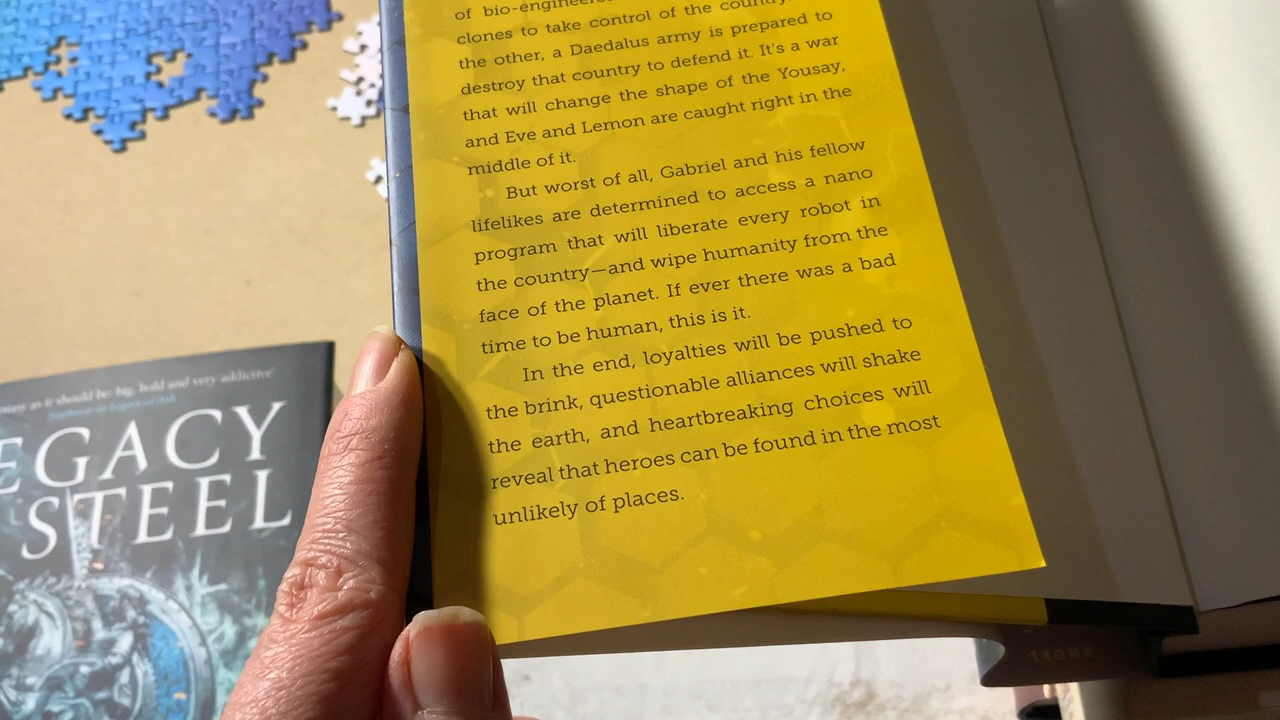 of bio-engineered
clones to take control of the country.
the other, a Daedalus army is prepared to
destroy that country to defend it. It's a war
that will change the shape of the Yousay,
and Eve and Lemon are caught right in the
middle of it.
But worst of all, Gabriel and his fellow
lifelikes are determined to access a nano
program that will liberate every robot in
the country—and wipe humanity from the
face of the planet. If ever there was a bad
time to be human, this is it.
In the end, loyalties will be pushed to
the brink, questionable alliances will shake
the earth, and heartbreaking choices will
reveal that heroes can be found in the most
unlikely of places.
as it should be: big, bold and very addictive'
EGACY
STEEL
KNOPF